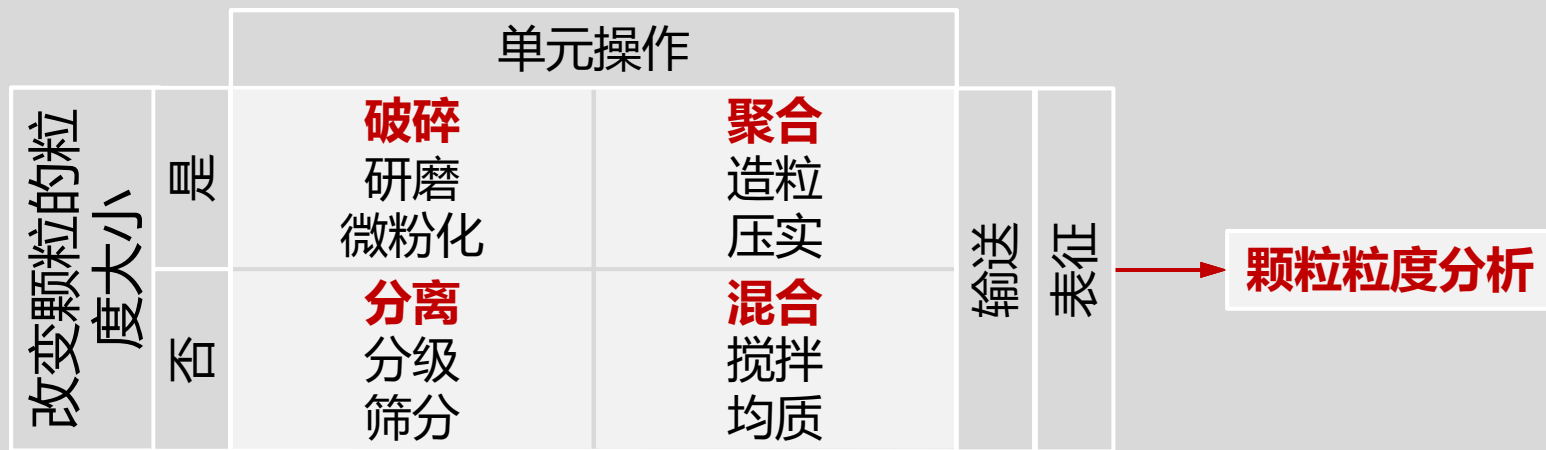 单元操作
改变颗粒的粒
度大小
是
破碎
研磨
微粉化
聚合
造粒
压实
否
分离
分级
筛分
混合
搅拌
均质
输送
表征
颗粒粒度分析